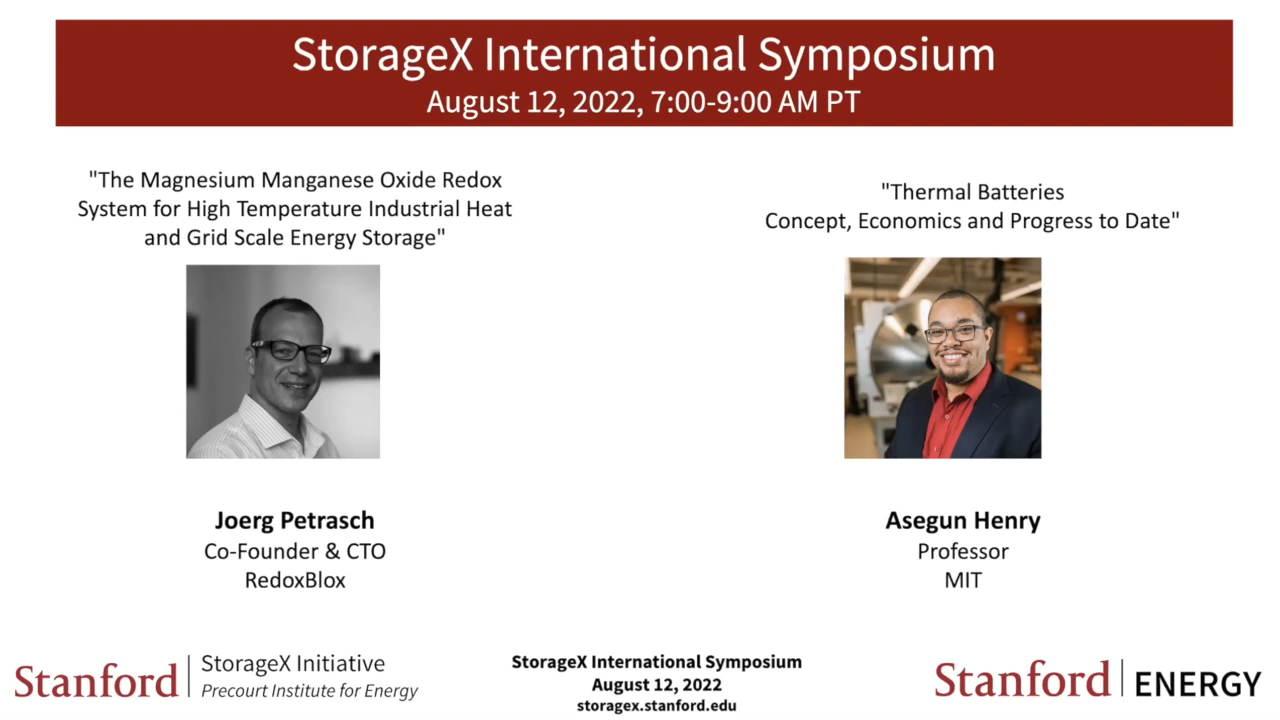 StorageX International Symposium
August 12, 2022, 7:00-9:00 AM PT
"The Magnesium Manganese Oxide Redox
System for High Temperature Industrial Heat
and Grid Scale Energy Storage"
"Thermal Batteries
Concept, Economics and Progress to Date"
Joerg Petrasch
Co-Founder & CTO
RedoxBlox
Asegun Henry
Professor
MIT
Stanford
StorageX Initiative
Precourt Institute for Energy
StorageX International Symposium
August 12, 2022
storagex.stanford.edu
Stanford ENERGY